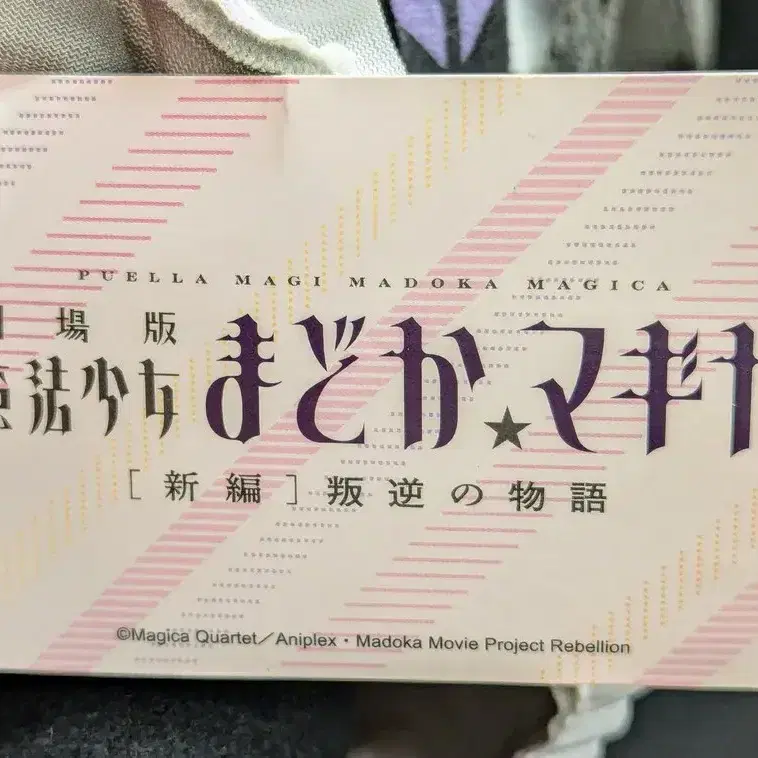 PUELLA MAGI MADOKA MAGICA
場版
法少女まどか★マギ
[新編]叛逆の物語
©Magica Quartet/Aniplex・Madoka Movie Project Rebellion